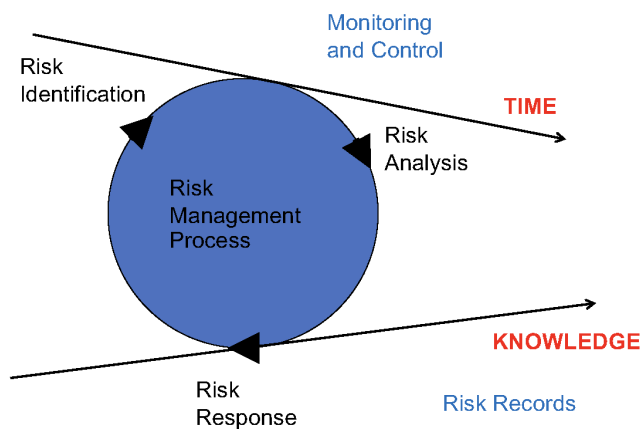 Monitoring
and Control
Risk
Identification
TIME
Risk
Analysis
Risk
Management
Process
KNOWLEDGE
Risk
Response
Risk Records